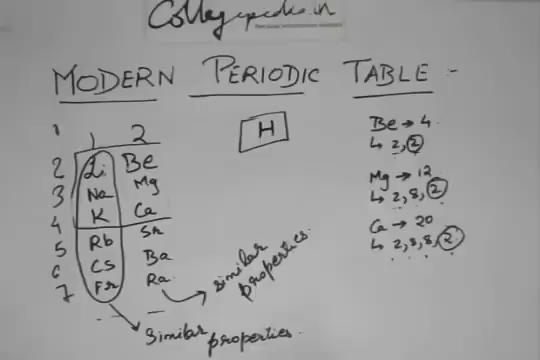 Collegepedia.in
MODERN PERIODIC TABLE :-
1 1 2
2 Li Be
3 Na Mg
4 K Ca
5 Rb Sr
6 Cs Ba
7 Fr Ra
similar properties.
similar properties.
H
Be → 4
↳ 2, 2
Mg → 12
↳ 2, 8, 2
Ca → 20
↳ 2, 8, 8, 2